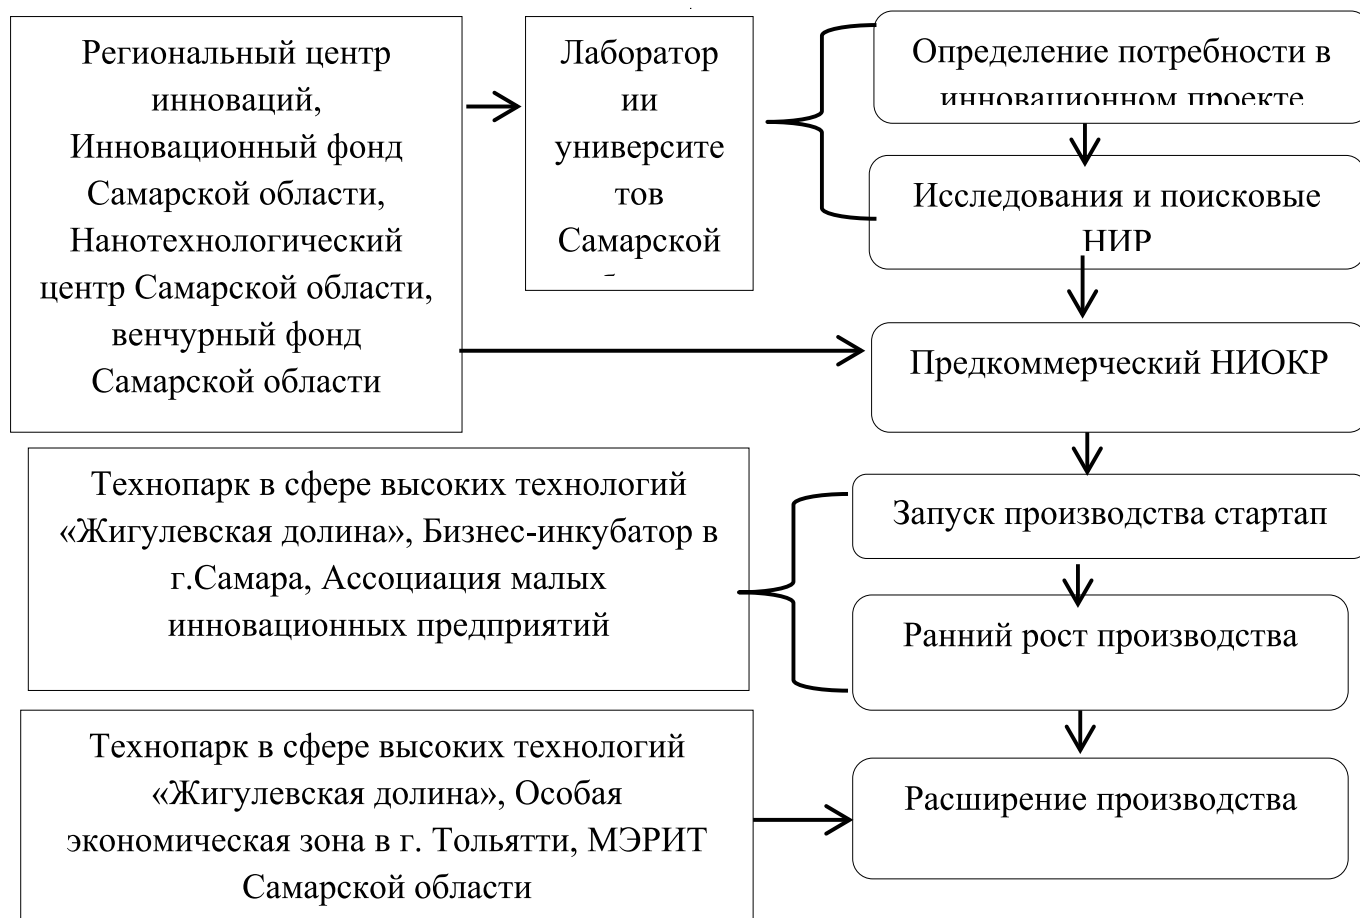 Региональный центр
инноваций,
Инновационный фонд
Самарской области,
Нанотехнологический
центр Самарской области,
венчурный фонд
Самарской области
Лаборатор
ии
университе
тов
Самарской
Определение потребности в
инновационном проекте
Исследования и поисковые
НИР
Предкоммерческий НИОКР
Технопарк в сфере высоких технологий
«Жигулевская долина», Бизнес-инкубатор в
г.Самара, Ассоциация малых
инновационных предприятий
Запуск производства стартап
Ранний рост производства
Технопарк в сфере высоких технологий
«Жигулевская долина», Особая
экономическая зона в г. Тольятти, МЭРИТ
Самарской области
Расширение производства